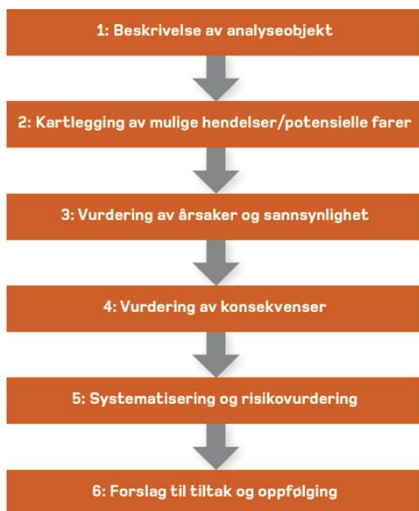 1: Beskrivelse av analyseobjekt
2: Kartlegging av mulige hendelser/potensielle farer
3: Vurdering av årsaker og sannsynlighet
4: Vurdering av konsekvenser
5: Systematisering og risikovurdering
6: Forslag til tiltak og oppfølging